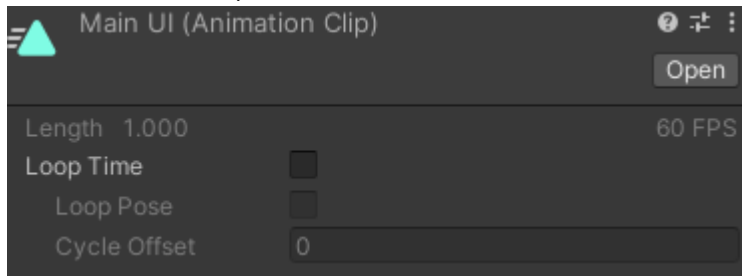 Main UI (Animation Clip)
Open
Length 1.000 60 FPS
Loop Time
Loop Pose
Cycle Offset 0